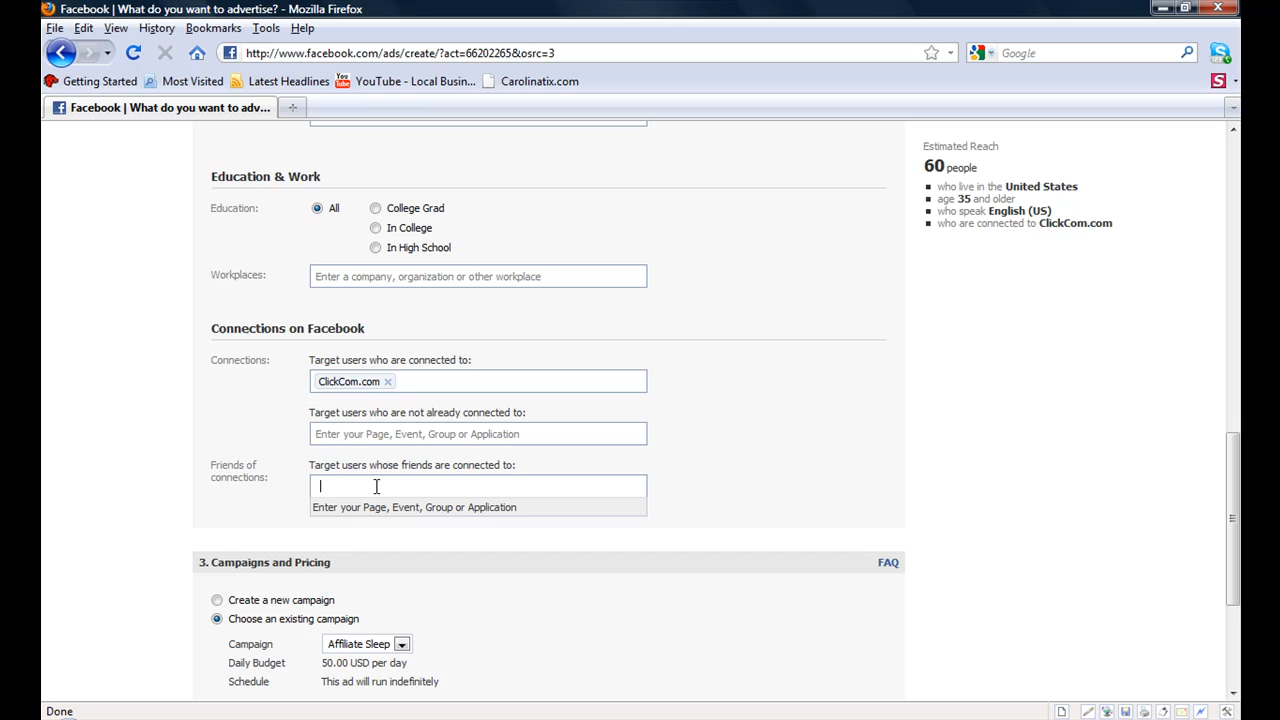 Facebook | What do you want to advertise? - Mozilla Firefox
File Edit View History Bookmarks Tools Help
http://www.facebook.com/ads/create/?act=66202265&osrc=3
Google
Getting Started Most Visited Latest Headlines You Tube YouTube - Local Busin... Carolinatix.com S
Facebook | What do you want to adv...
Estimated Reach
60 people
who live in the United States
age 35 and older
who speak English (US)
who are connected to ClickCom.com
Education & Work
Education: All College Grad
In College
In High School
Workplaces: Enter a company, organization or other workplace
Connections on Facebook
Connections: Target users who are connected to:
ClickCom.com ×
Target users who are not already connected to:
Enter your Page, Event, Group or Application
Friends of connections: Target users whose friends are connected to:
Enter your Page, Event, Group or Application
3. Campaigns and Pricing FAQ
Create a new campaign
Choose an existing campaign
Campaign Affiliate Sleep
Daily Budget 50.00 USD per day
Schedule This ad will run indefinitely
Done